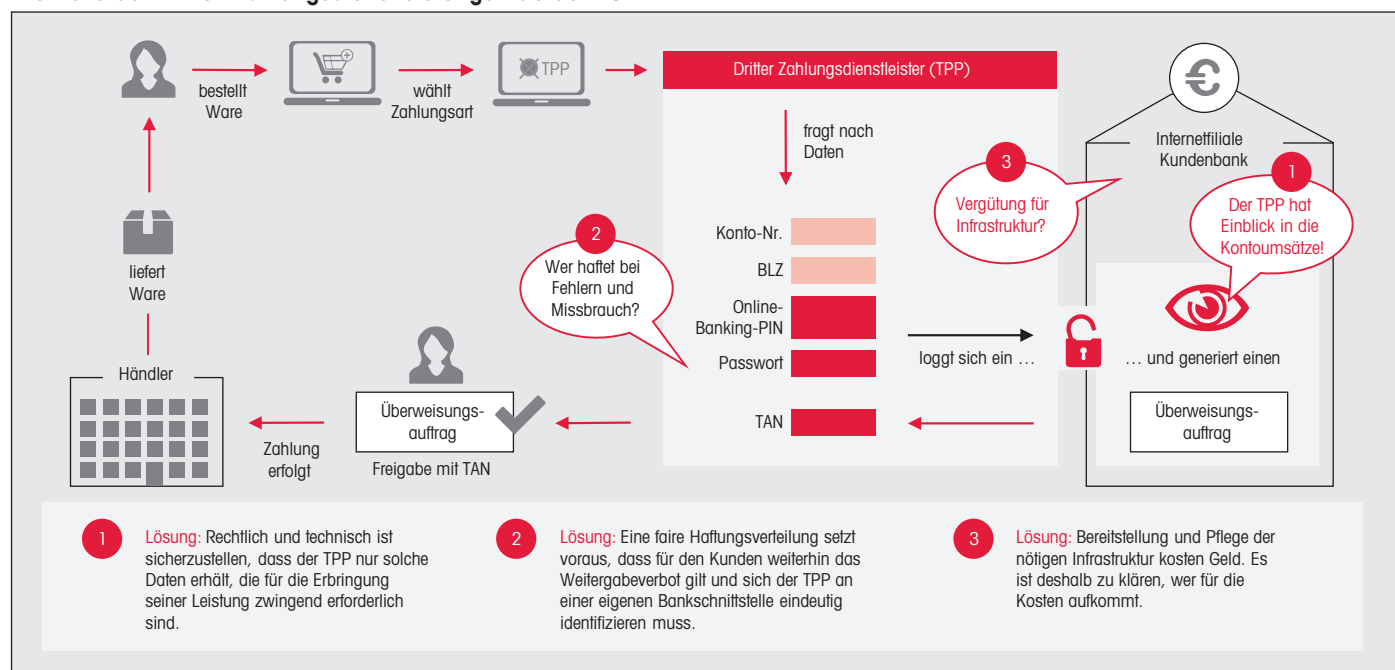 TPP
Dritter Zahlungsdienstleister (TPP)
bestellt
Ware
wählt
Zahlungsart
fragt nach
Daten
Internetfiliale
Kundenbank
3
Vergütung für
Infrastruktur?
1
Der TPP hat
Einblick in die
Kontoumsätze!
liefert
Ware
2
Wer haftet bei
Fehlern und
Missbrauch?
Konto-Nr.
BLZ
Online-
Banking-PIN
Passwort
TAN
loggt sich ein …
… und generiert einen
Überweisungs-
auftrag
Händler
Zahlung
erfolgt
Überweisungs-
auftrag
Freigabe mit TAN
1
Lösung: Rechtlich und technisch ist
sicherzustellen, dass der TPP nur solche
Daten erhält, die für die Erbringung
seiner Leistung zwingend erforderlich
sind.
2
Lösung: Eine faire Haftungsverteilung setzt
voraus, dass für den Kunden weiterhin das
Weitergabeverbot gilt und sich der TPP an
einer eigenen Bankschnittstelle eindeutig
identifizieren muss.
3
Lösung: Bereitstellung und Pflege der
nötigen Infrastruktur kosten Geld. Es
ist deshalb zu klären, wer für die
Kosten aufkommt.